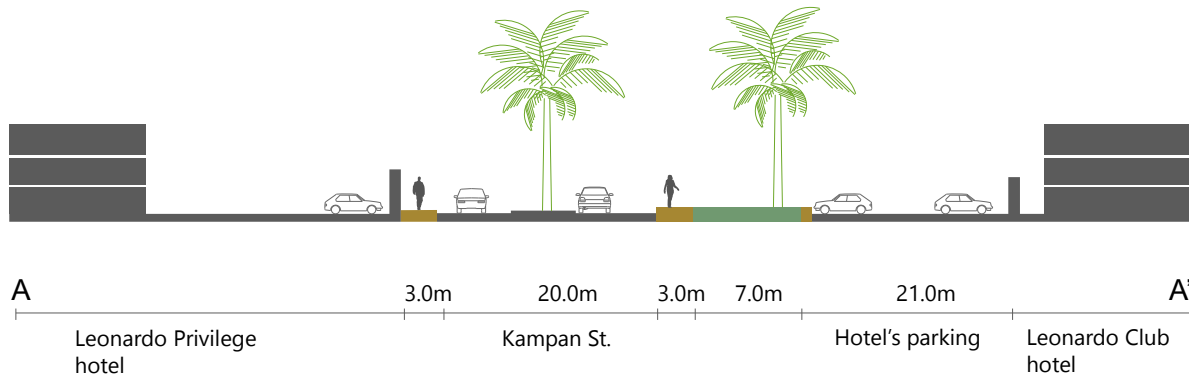 A 3.0m 20.0m 3.0m 7.0m 21.0m A'
Leonardo Privilege
hotel
Kampan St.
Hotel's parking
Leonardo Club
hotel